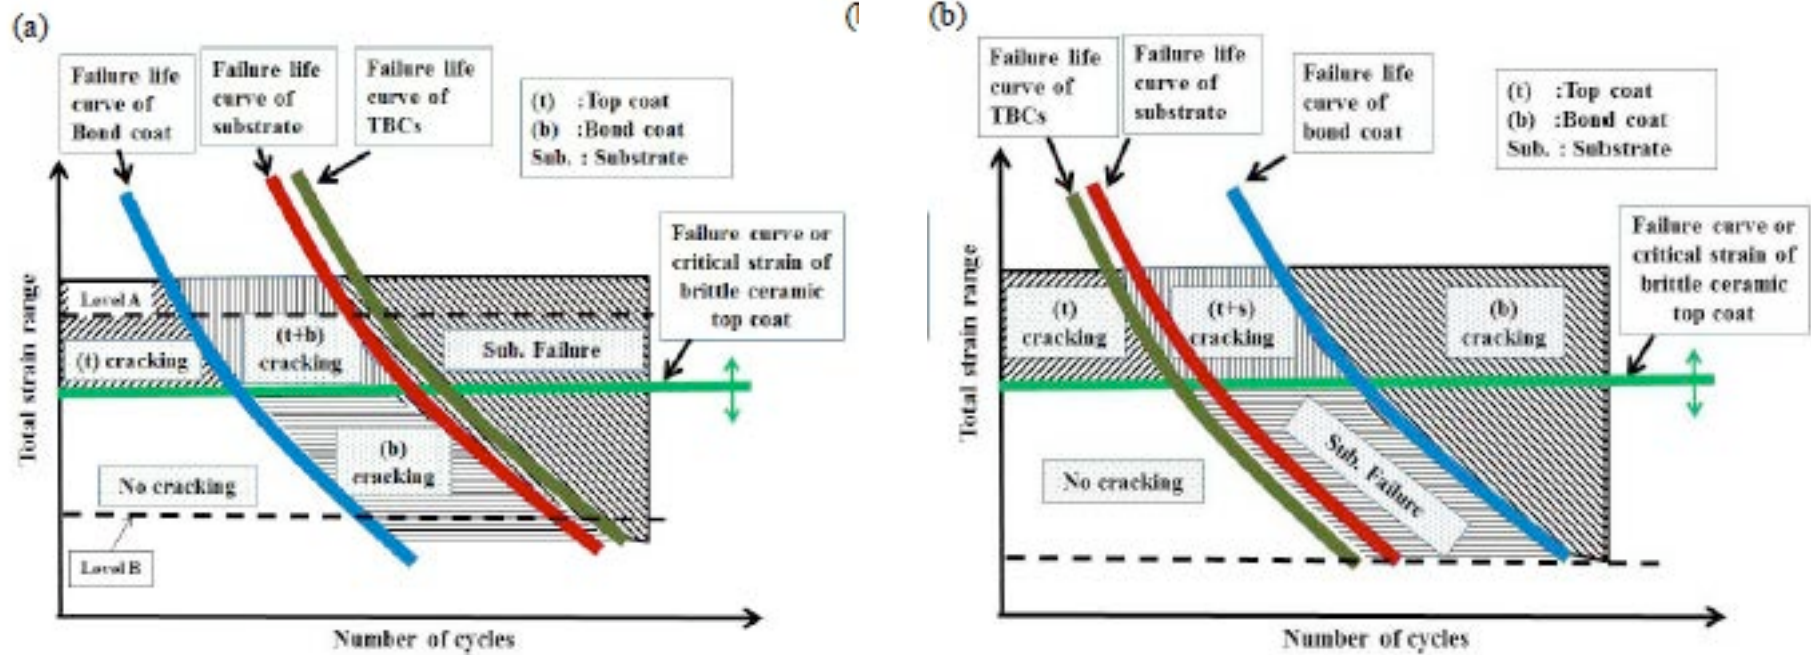 (a)
Failure life
curve of
Bond coat
Failure life
curve of
substrate
Failure life
curve of
TBCs
(t) :Top coat
(b) :Bond coat
Sub. : Substrate
Failure curve or
critical strain of
brittle ceramic
top coat
Total strain range
Level A
(t) cracking
(t+b)
cracking
Sub. Failure
(b)
cracking
No cracking
Level B
Number of cycles
(b)
Failure life
curve of
TBCs
Failure life
curve of
substrate
Failure life
curve of
bond coat
(t) :Top coat
(b) :Bond coat
Sub. : Substrate
Failure curve or
critical strain of
brittle ceramic
top coat
Total strain range
(t)
cracking
(t+s)
cracking
(b)
cracking
Sub. Failure
No cracking
Number of cycles